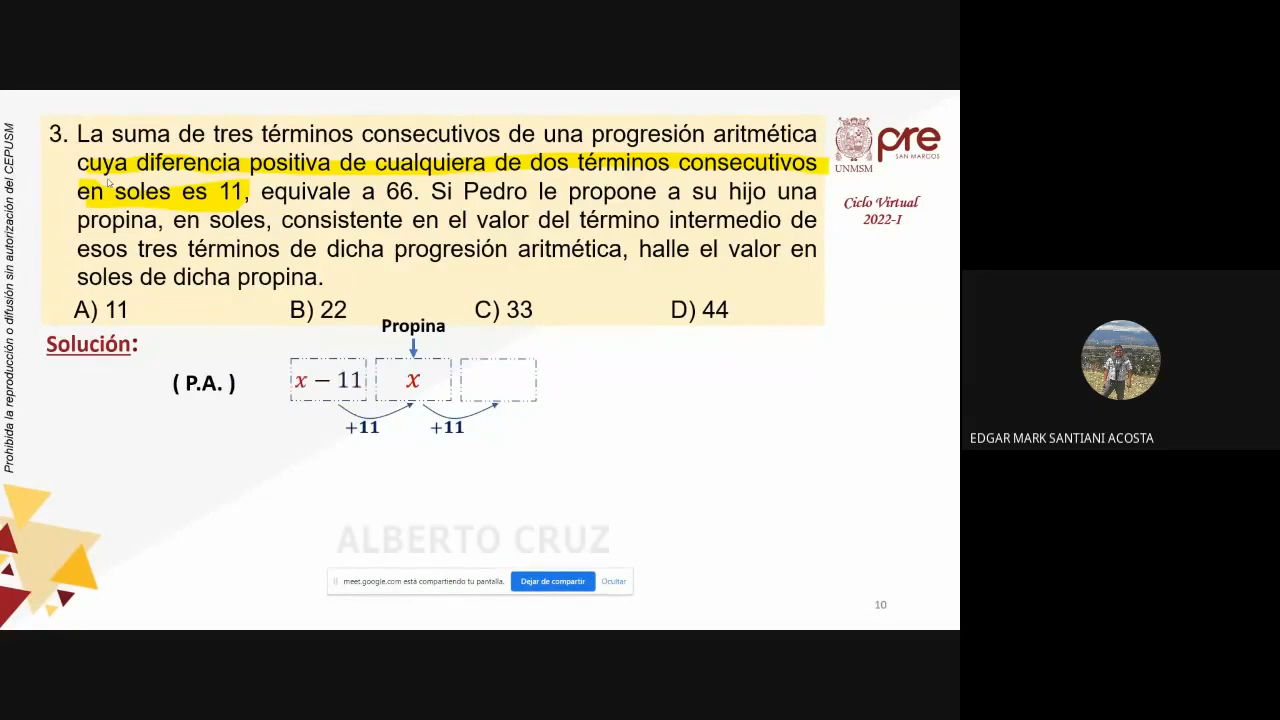 Prohibida la reproducción o difusión sin autorización del CEPUSM
3. La suma de tres términos consecutivos de una progresión aritmética
cuya diferencia positiva de cualquiera de dos términos consecutivos
en soles es 11, equivale a 66. Si Pedro le propone a su hijo una
propina, en soles, consistente en el valor del término intermedio de
esos tres términos de dicha progresión aritmética, halle el valor en
soles de dicha propina.
A) 11 B) 22 C) 33 D) 44
UNMSM
pre
SAN MARCOS
Ciclo Virtual
2022-I
Propina
Solución:
( P.A. ) x − 11 x
+11 +11
ALBERTO CRUZ
meet.google.com está compartiendo tu pantalla. Dejar de compartir Ocultar
10
EDGAR MARK SANTIANI ACOSTA